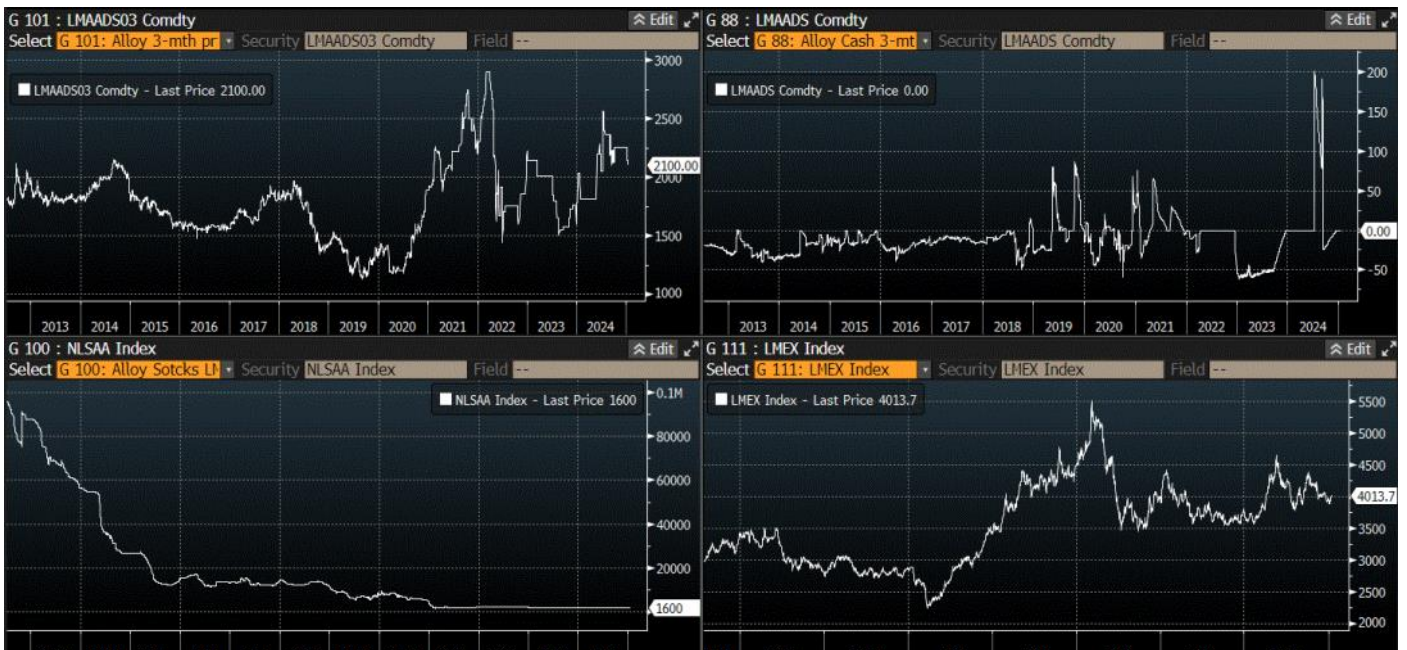 G 101 : LMAADS03 Comdty
Edit
Select G 101: Alloy 3-mth pr Security LMAADS03 Comdty Field --
LMAADS03 Comdty - Last Price 2100.00
3000
2500
2100.00
2000
1500
1000
2013 2014 2015 2016 2017 2018 2019 2020 2021 2022 2023 2024
G 88 : LMAADS Comdty
Edit
Select G 88: Alloy Cash 3-mt Security LMAADS Comdty Field --
LMAADS Comdty - Last Price 0.00
200
150
100
50
0.00
-50
2013 2014 2015 2016 2017 2018 2019 2020 2021 2022 2023 2024
G 100 : NLSAA Index
Edit
Select G 100: Alloy Sotcks LM Security NLSAA Index Field --
NLSAA Index - Last Price 1600
0.1M
80000
60000
40000
20000
1600
G 111 : LMEX Index
Edit
Select G 111: LMEX Index Security LMEX Index Field --
LMEX Index - Last Price 4013.7
5500
5000
4500
4013.7
3500
3000
2500
2000